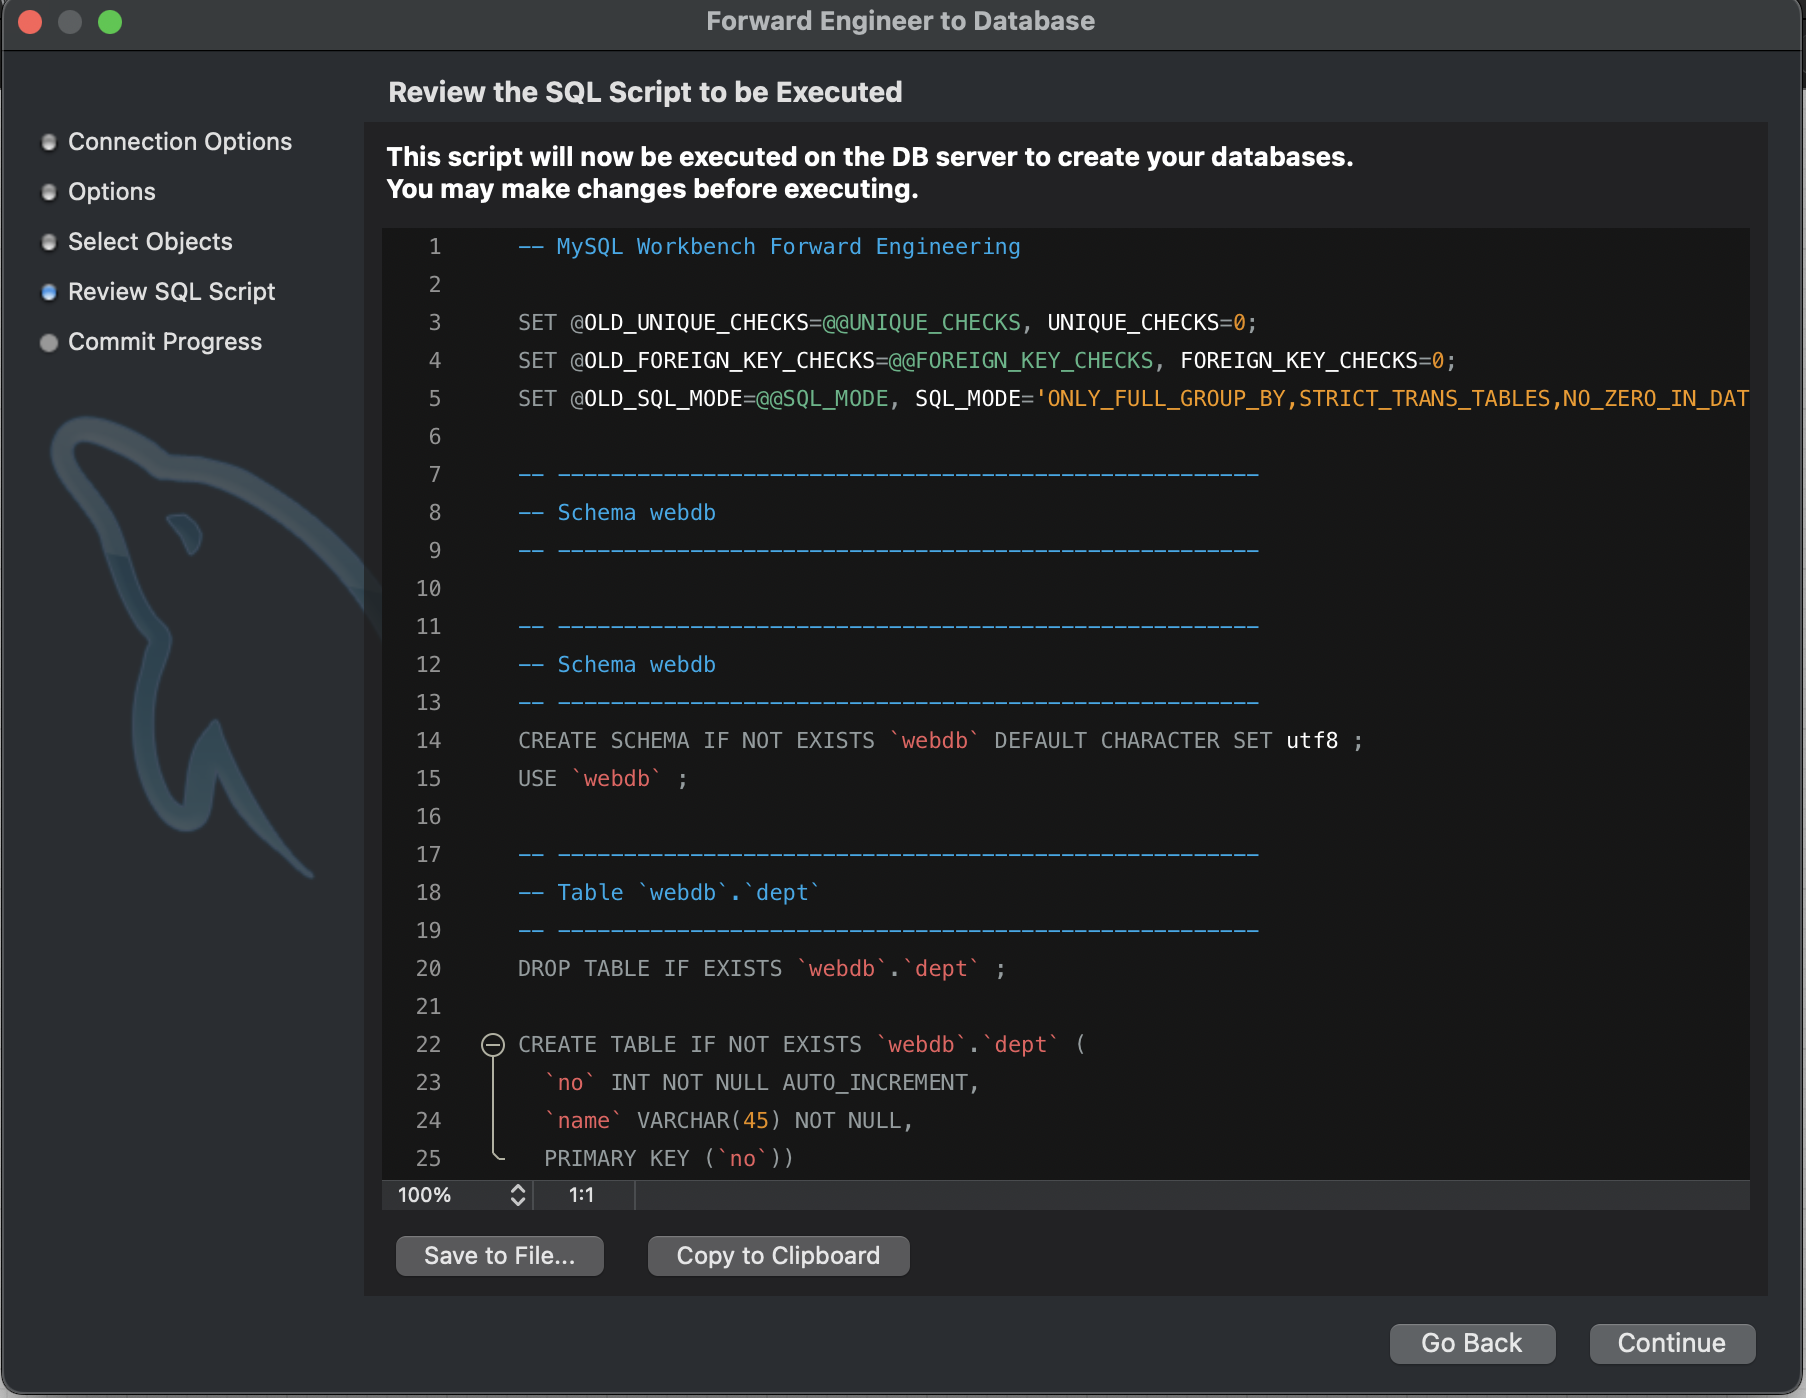 Forward Engineer to Database
Review the SQL Script to be Executed
Connection Options
Options
Select Objects
Review SQL Script
Commit Progress
This script will now be executed on the DB server to create your databases.
You may make changes before executing.
1 -- MySQL Workbench Forward Engineering
2
3 SET @OLD_UNIQUE_CHECKS=@@UNIQUE_CHECKS, UNIQUE_CHECKS=0;
4 SET @OLD_FOREIGN_KEY_CHECKS=@@FOREIGN_KEY_CHECKS, FOREIGN_KEY_CHECKS=0;
5 SET @OLD_SQL_MODE=@@SQL_MODE, SQL_MODE='ONLY_FULL_GROUP_BY,STRICT_TRANS_TABLES,NO_ZERO_IN_DAT
6
7 -- -----------------------------------------------------
8 -- Schema webdb
9 -- -----------------------------------------------------
10
11 -- -----------------------------------------------------
12 -- Schema webdb
13 -- -----------------------------------------------------
14 CREATE SCHEMA IF NOT EXISTS `webdb` DEFAULT CHARACTER SET utf8 ;
15 USE `webdb` ;
16
17 -- -----------------------------------------------------
18 -- Table `webdb`.`dept`
19 -- -----------------------------------------------------
20 DROP TABLE IF EXISTS `webdb`.`dept` ;
21
22 CREATE TABLE IF NOT EXISTS `webdb`.`dept` (
23 `no` INT NOT NULL AUTO_INCREMENT,
24 `name` VARCHAR(45) NOT NULL,
25 PRIMARY KEY (`no`))
100% 1:1
Save to File... Copy to Clipboard
Go Back Continue